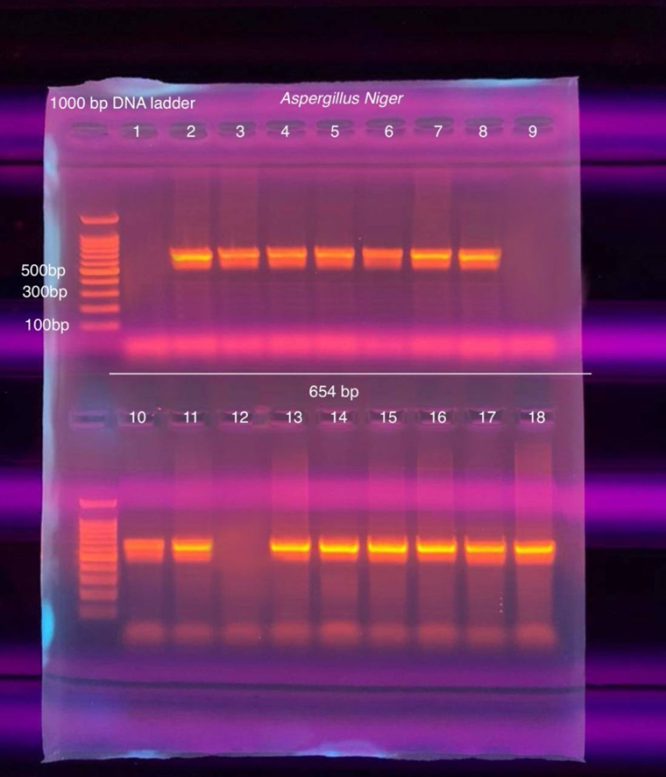 1000 bp DNA ladder
Aspergillus Niger
1 2 3 4 5 6 7 8 9
500bp
300bp
100bp
654 bp
10 11 12 13 14 15 16 17 18